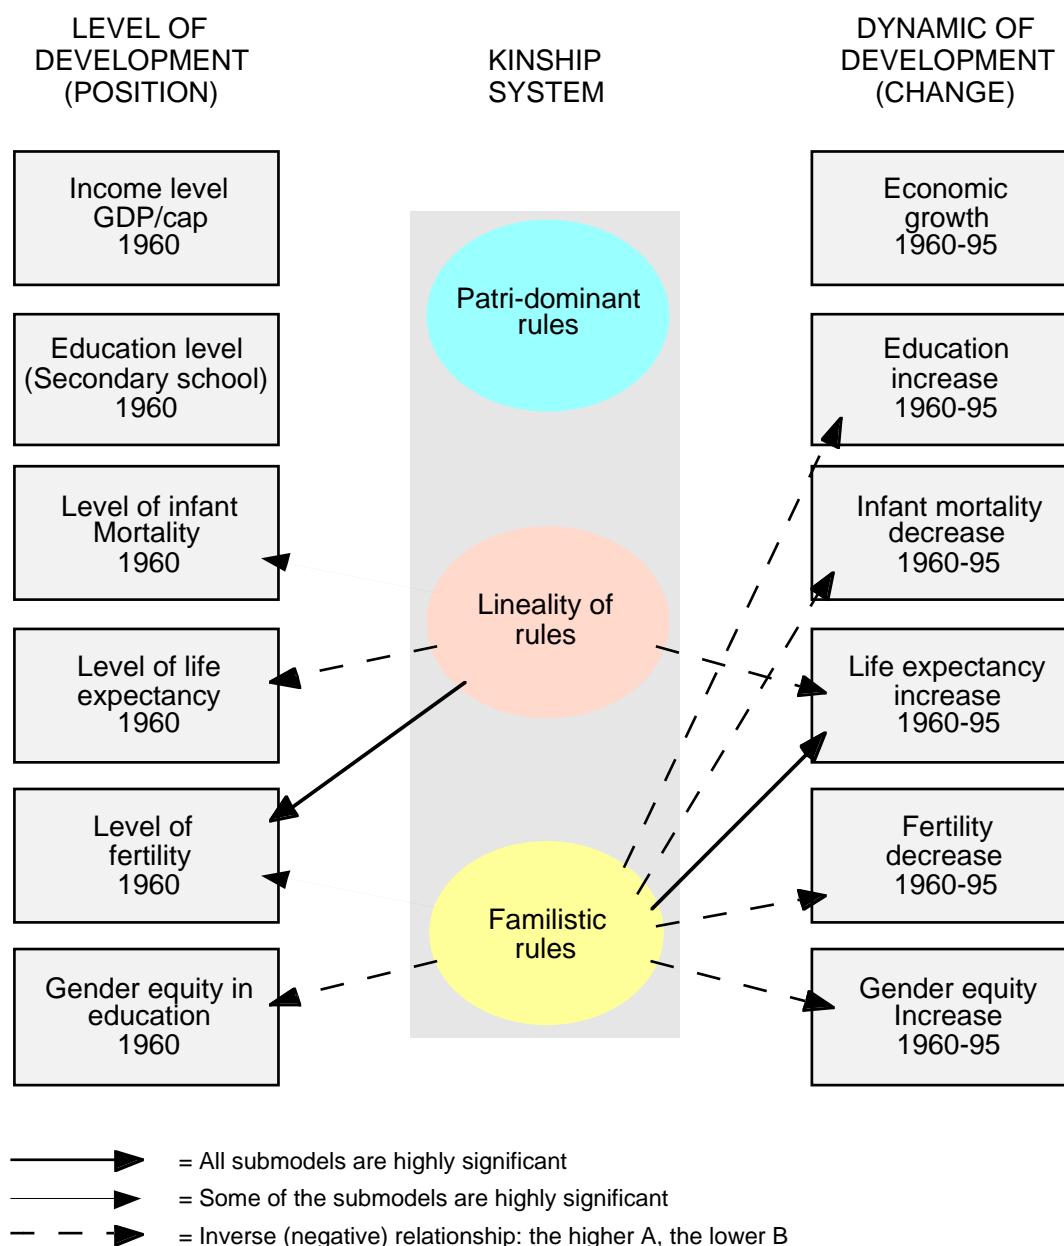 LEVEL OF
DEVELOPMENT
(POSITION)
KINSHIP
SYSTEM
DYNAMIC OF
DEVELOPMENT
(CHANGE)
Income level
GDP/cap
1960
Education level
(Secondary school)
1960
Level of infant
Mortality
1960
Level of life
expectancy
1960
Level of
fertility
1960
Gender equity in
education
1960
Patri-dominant
rules
Lineality of
rules
Familistic
rules
Economic
growth
1960-95
Education
increase
1960-95
Infant mortality
decrease
1960-95
Life expectancy
increase
1960-95
Fertility
decrease
1960-95
Gender equity
Increase
1960-95
= All submodels are highly significant
= Some of the submodels are highly significant
= Inverse (negative) relationship: the higher A, the lower B